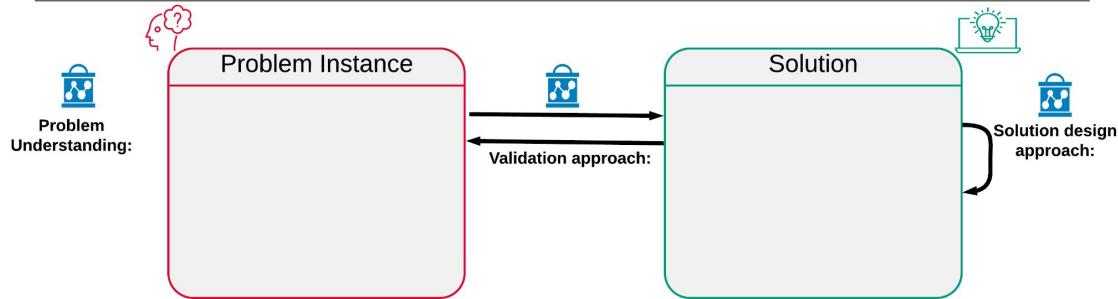 Problem Instance
Solution
Problem
Understanding:
Validation approach:
Solution design
approach:
?